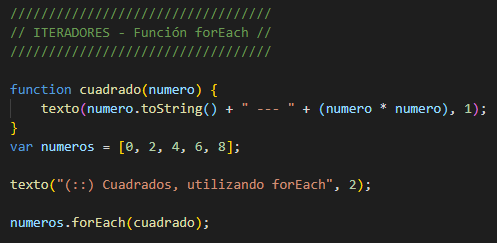 //////////////////////////////////
// ITERADORES - Función forEach //
//////////////////////////////////
function cuadrado(numero) {
    texto(numero.toString() + " --- " + (numero * numero), 1);
}
var numeros = [0, 2, 4, 6, 8];
texto("(::) Cuadrados, utilizando forEach", 2);
numeros.forEach(cuadrado);